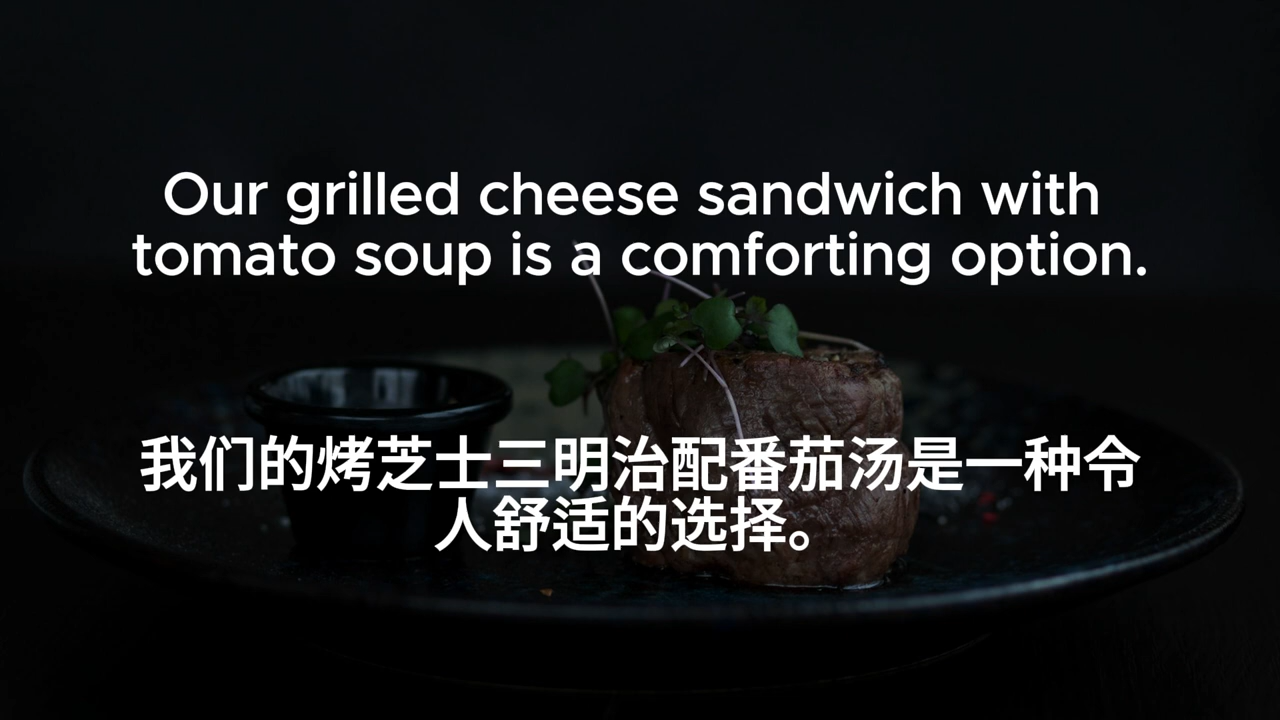 Our grilled cheese sandwich with
tomato soup is a comforting option.
我们的烤芝士三明治配番茄汤是一种令
人舒适的选择。